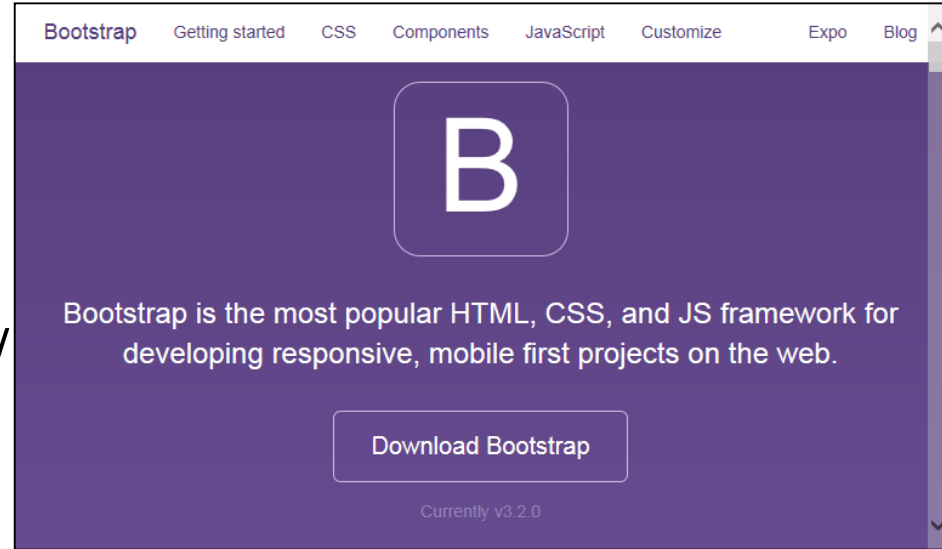 Bootstrap Getting started CSS Components JavaScript Customize Expo Blog
B
Bootstrap is the most popular HTML, CSS, and JS framework for
developing responsive, mobile first projects on the web.
Download Bootstrap
Currently v3.2.0